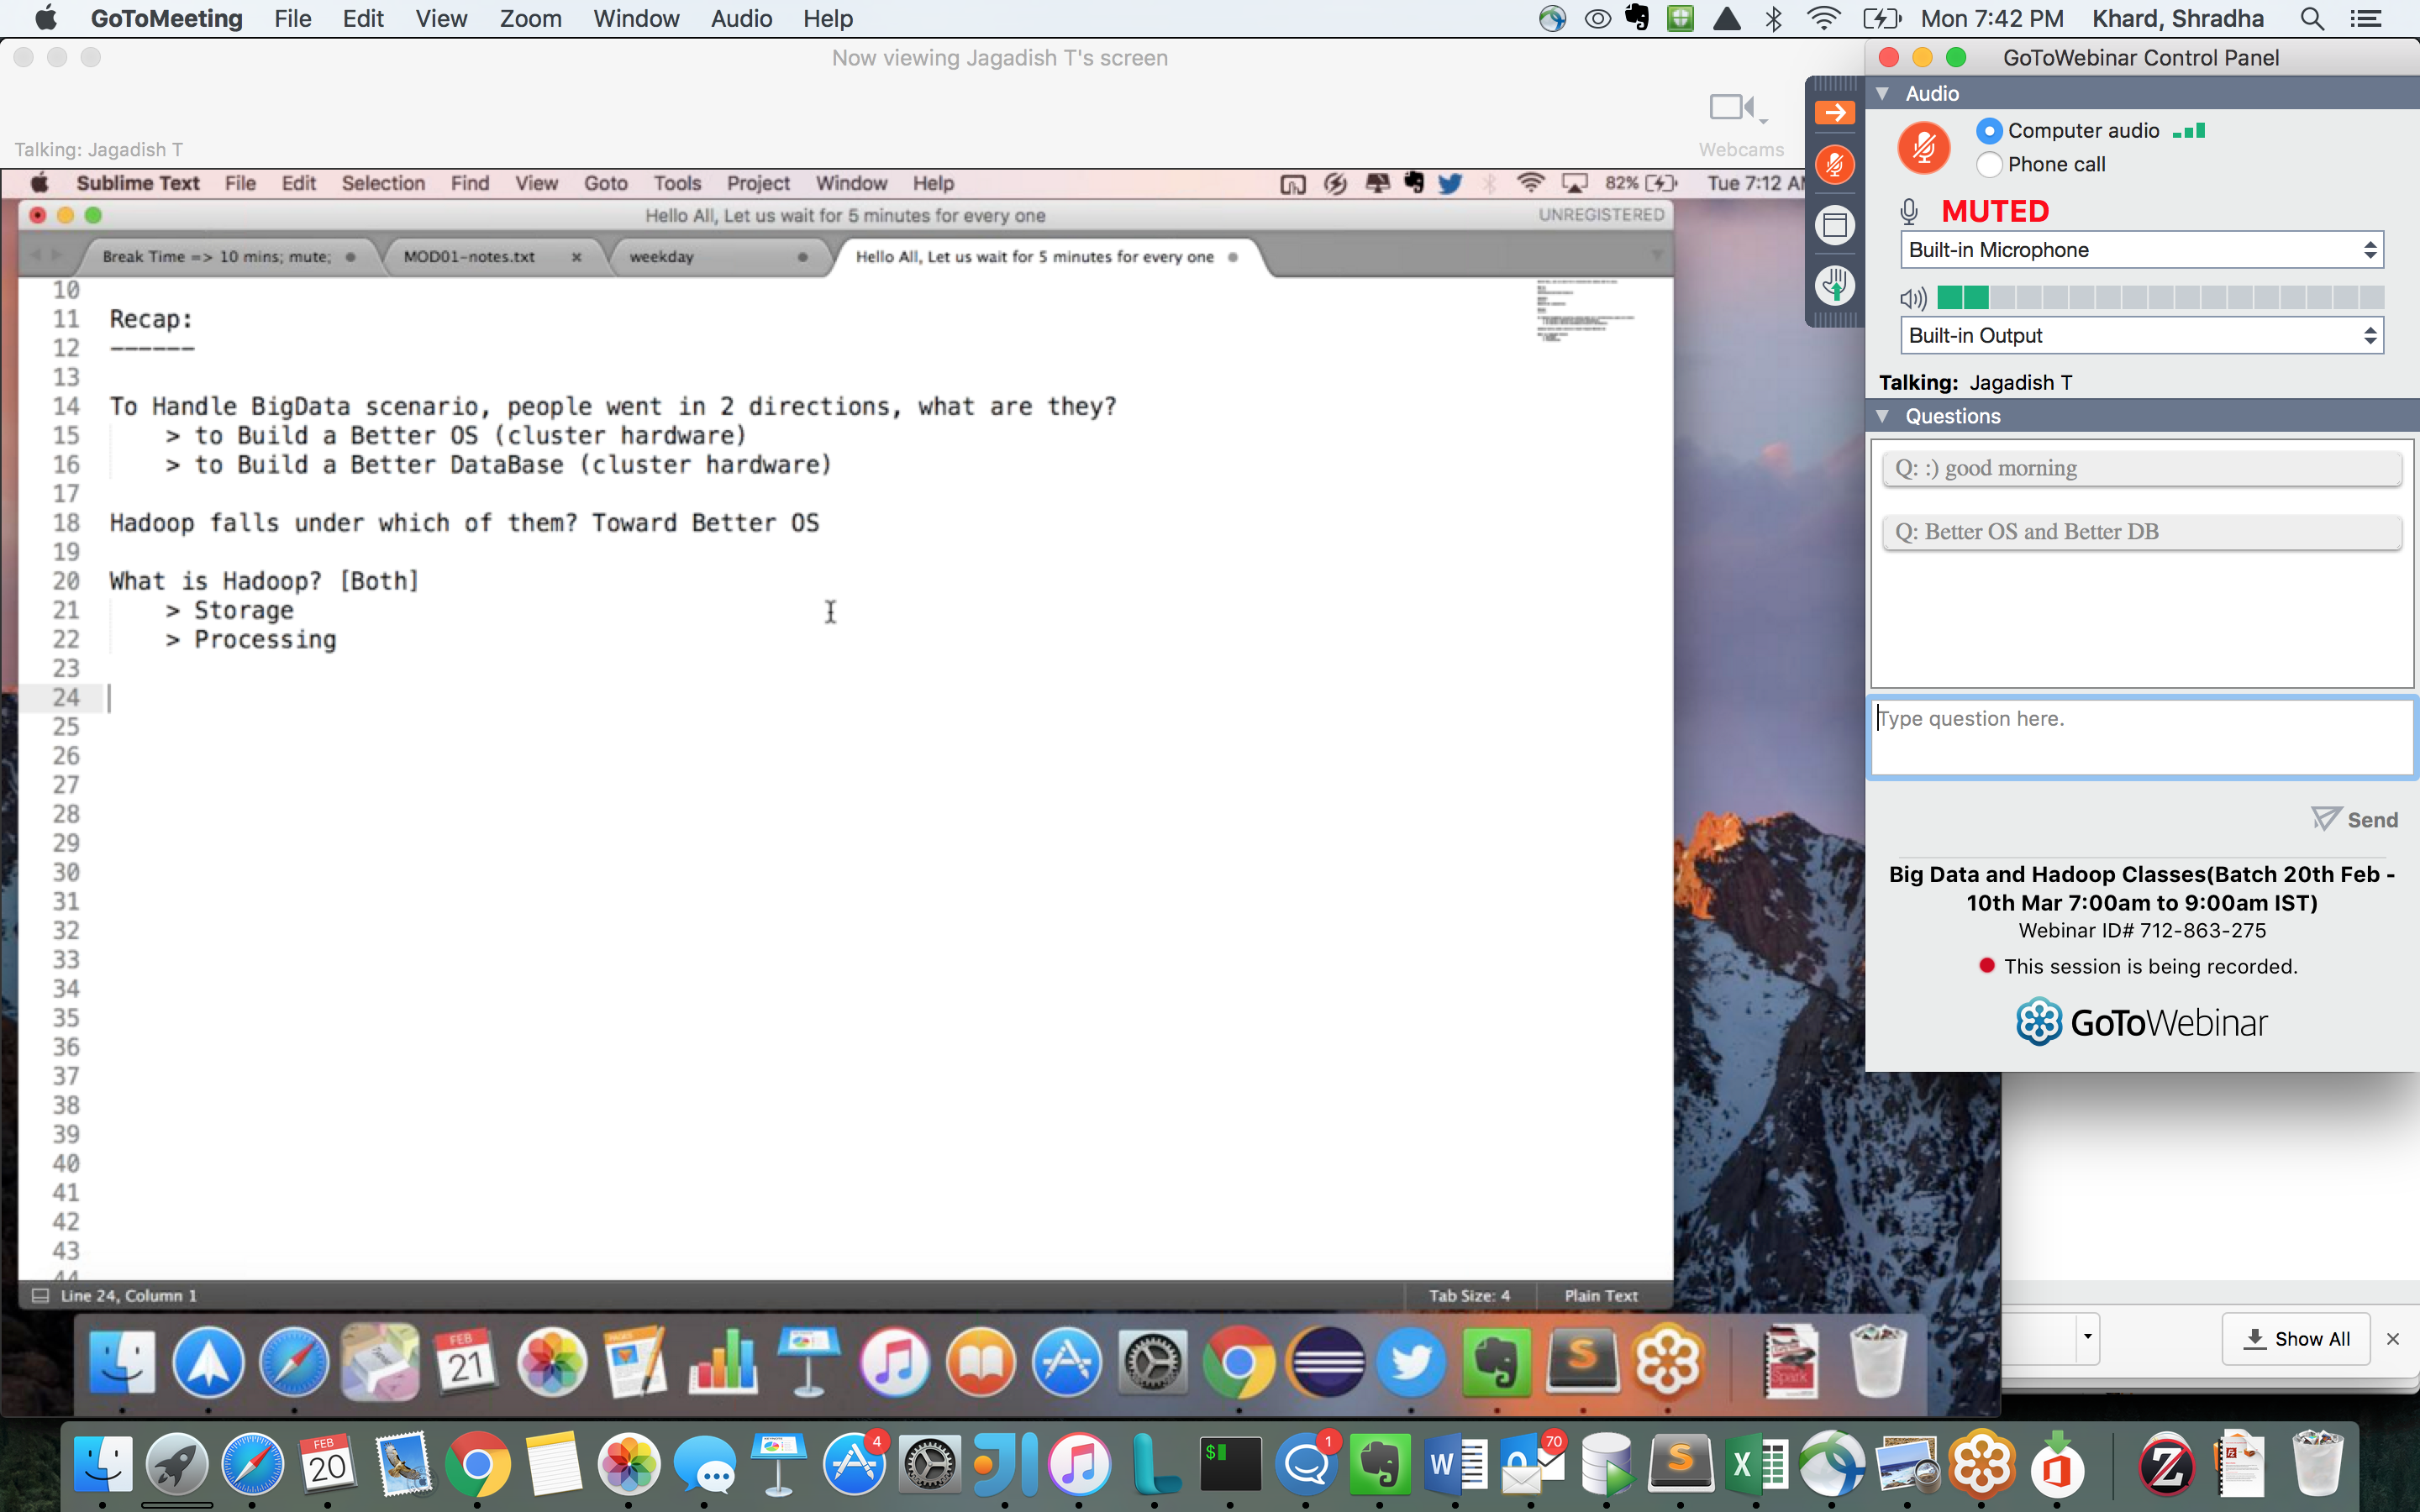 GoToMeeting File Edit View Zoom Window Audio Help Mon 7:42 PM Khard, Shradha
Now viewing Jagadish T's screen
Talking: Jagadish T
Webcams
Sublime Text File Edit Selection Find View Goto Tools Project Window Help 82% Tue 7:12
Hello All, Let us wait for 5 minutes for every one UNREGISTERED
Break Time => 10 mins; mute; MOD01-notes.txt weekday Hello All, Let us wait for 5 minutes for every one
10
11 Recap:
12 ------
13
14 To Handle BigData scenario, people went in 2 directions, what are they?
15 > to Build a Better OS (cluster hardware)
16 > to Build a Better DataBase (cluster hardware)
17
18 Hadoop falls under which of them? Toward Better OS
19
20 What is Hadoop? [Both]
21 > Storage
22 > Processing
23
24
25
26
27
28
29
30
31
32
33
34
35
36
37
38
39
40
41
42
43
44
Line 24, Column 1 Tab Size: 4 Plain Text
GoToWebinar Control Panel
Audio
Computer audio
Phone call
MUTED
Built-in Microphone
Built-in Output
Talking: Jagadish T
Questions
Q: :) good morning
Q: Better OS and Better DB
Type question here.
Send
Big Data and Hadoop Classes(Batch 20th Feb -
10th Mar 7:00am to 9:00am IST)
Webinar ID# 712-863-275
This session is being recorded.
GoToWebinar
Show All
FEB
21
PAGES
S
Spark
FEB
20
4
$
1
W
70
S
X
Z